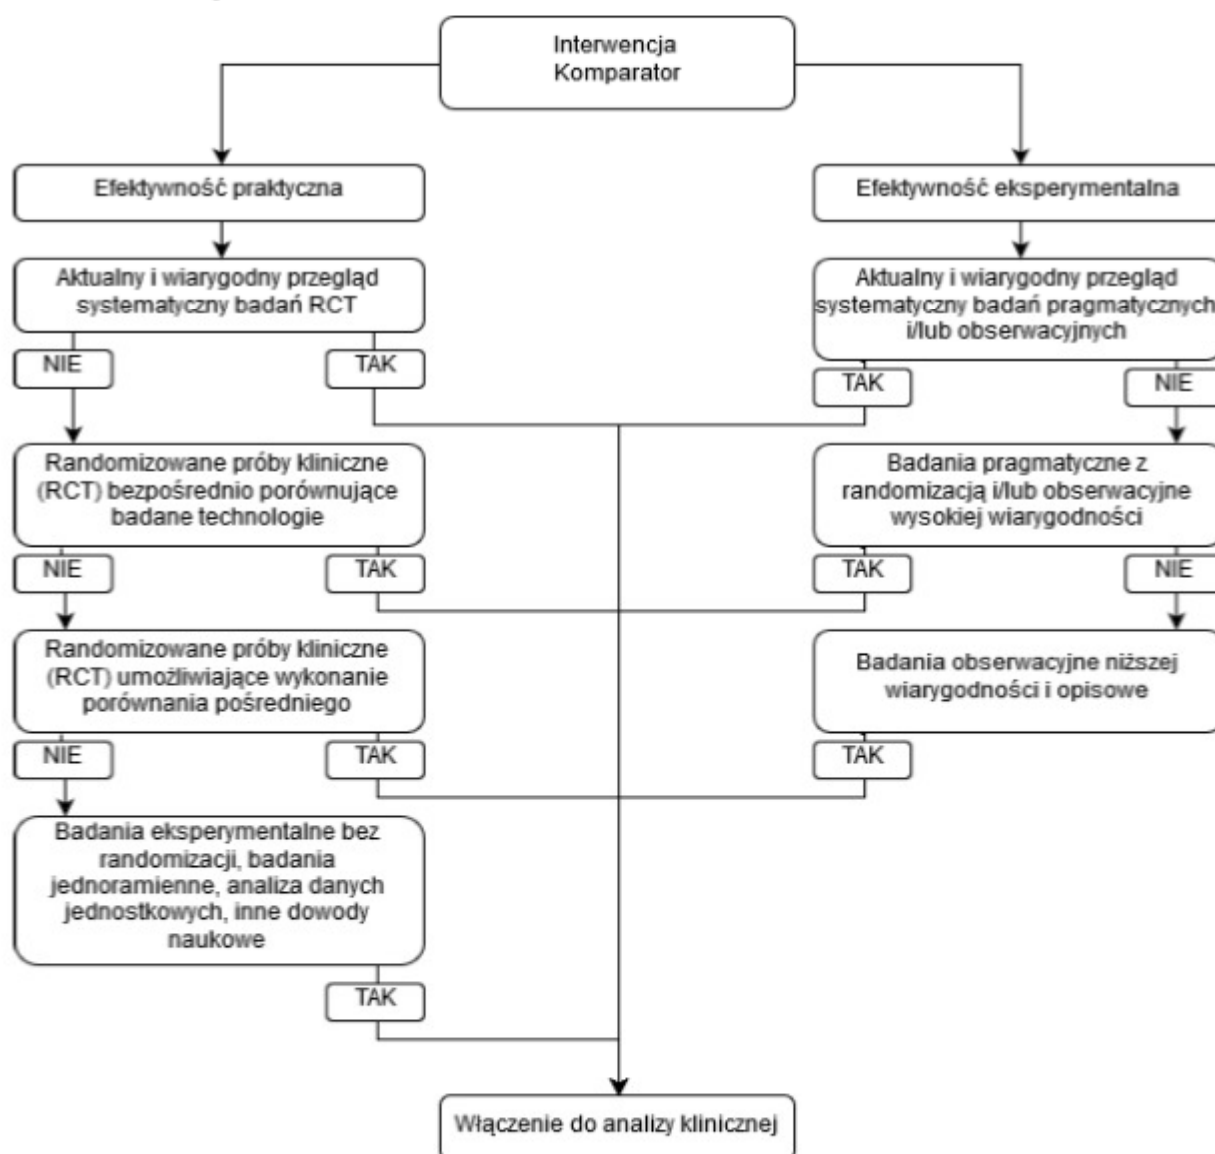 Interwencja
Komparator
Efektywność praktyczna
Efektywność eksperymentalna
Aktualny i wiarygodny przegląd
systematyczny badań RCT
Aktualny i wiarygodny przegląd
systematyczny badań pragmatycznych
i/lub obserwacyjnych
NIE
TAK
TAK
NIE
Randomizowane próby kliniczne
(RCT) bezpośrednio porównujące
badane technologie
Badania pragmatyczne z
randomizacją i/lub obserwacyjne
wysokiej wiarygodności
NIE
TAK
TAK
NIE
Randomizowane próby kliniczne
(RCT) umożliwiające wykonanie
porównania pośredniego
Badania obserwacyjne niższej
wiarygodności i opisowe
NIE
TAK
TAK
Badania eksperymentalne bez
randomizacji, badania
jednoramienne, analiza danych
jednostkowych, inne dowody
naukowe
TAK
Włączenie do analizy klinicznej